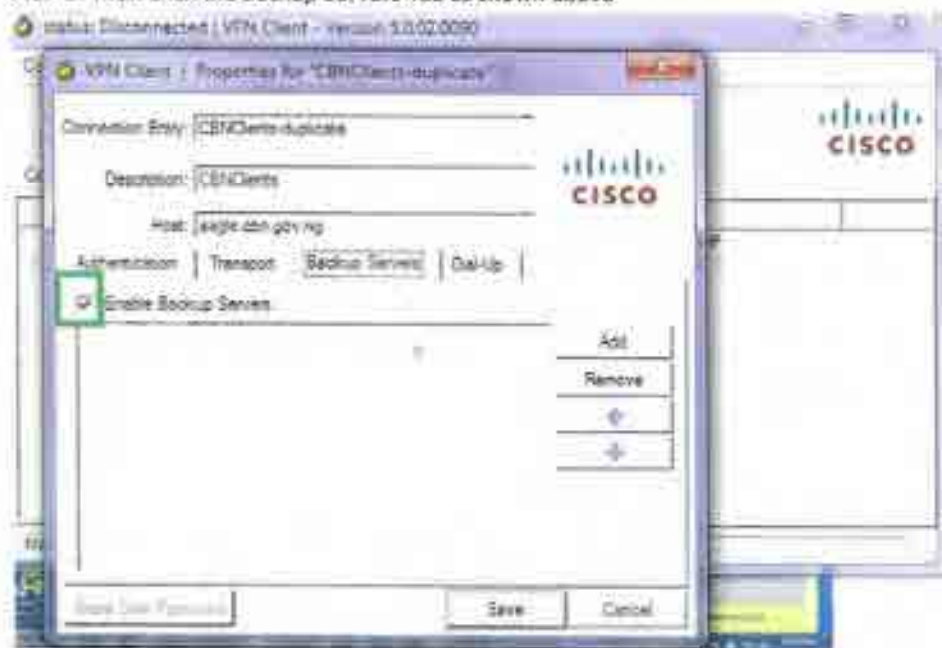 Status: Disconnected | VPN Client - Version 5.0.02.0090
VPN Client | Properties for "CBNClients-duplicate"
CISCO
Connection Entry: CBNClients-duplicate
Description: CBNClients
CISCO
Host: eagle.cbn.gov.ng
Authentication | Transport | Backup Servers | Dial-Up
Enable Backup Servers
Add
Remove
Save Cancel